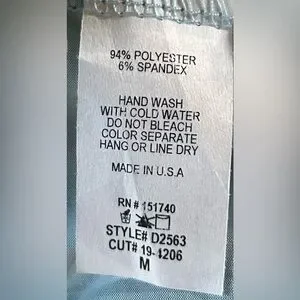 94% POLYESTER
6% SPANDEX
HAND WASH
WITH COLD WATER
DO NOT BLEACH
COLOR SEPARATE
HANG OR LINE DRY
MADE IN U.S.A
RN # 151740
STYLE# D2563
CUT# 19-4206
M